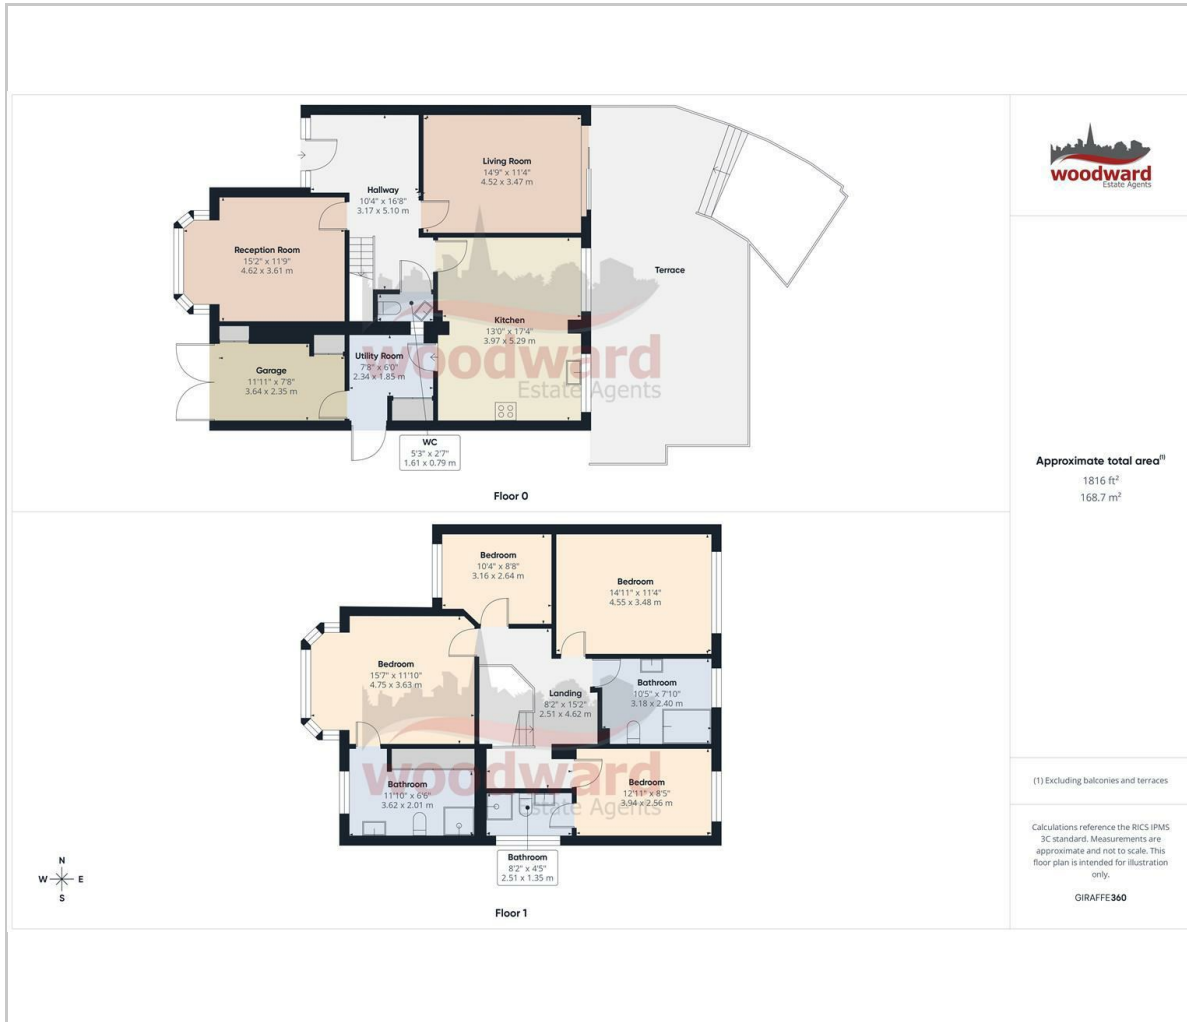 Living Room
14'9" x 11'4"
4.52 x 3.47 m
Hallway
10'4" x 16'8"
3.17 x 5.10 m
Reception Room
15'2" x 11'9"
4.62 x 3.61 m
Terrace
Kitchen
13'0" x 17'4"
3.97 x 5.29 m
Utility Room
7'8" x 6'0"
2.34 x 1.85 m
Garage
11'11" x 7'8"
3.64 x 2.35 m
WC
5'3" x 2'7"
1.61 x 0.79 m
woodward
Estate Agents
Floor 0
Bedroom
10'4" x 8'8"
3.16 x 2.64 m
Bedroom
14'11" x 11'4"
4.55 x 3.48 m
Bedroom
15'7" x 11'10"
4.75 x 3.63 m
Landing
8'2" x 15'2"
2.51 x 4.62 m
Bathroom
10'5" x 7'10"
3.18 x 2.40 m
Bathroom
11'10" x 6'6"
3.62 x 2.01 m
Bedroom
12'11" x 8'5"
3.94 x 2.56 m
Bathroom
8'2" x 4'5"
2.51 x 1.35 m
woodward
Estate Agents
N
W E
S
Floor 1
woodward
Estate Agents
Approximate total area(1)
1816 ft²
168.7 m²
(1) Excluding balconies and terraces
Calculations reference the RICS IPMS
3C standard. Measurements are
approximate and not to scale. This
floor plan is intended for illustration
only.
GIRAFFE360